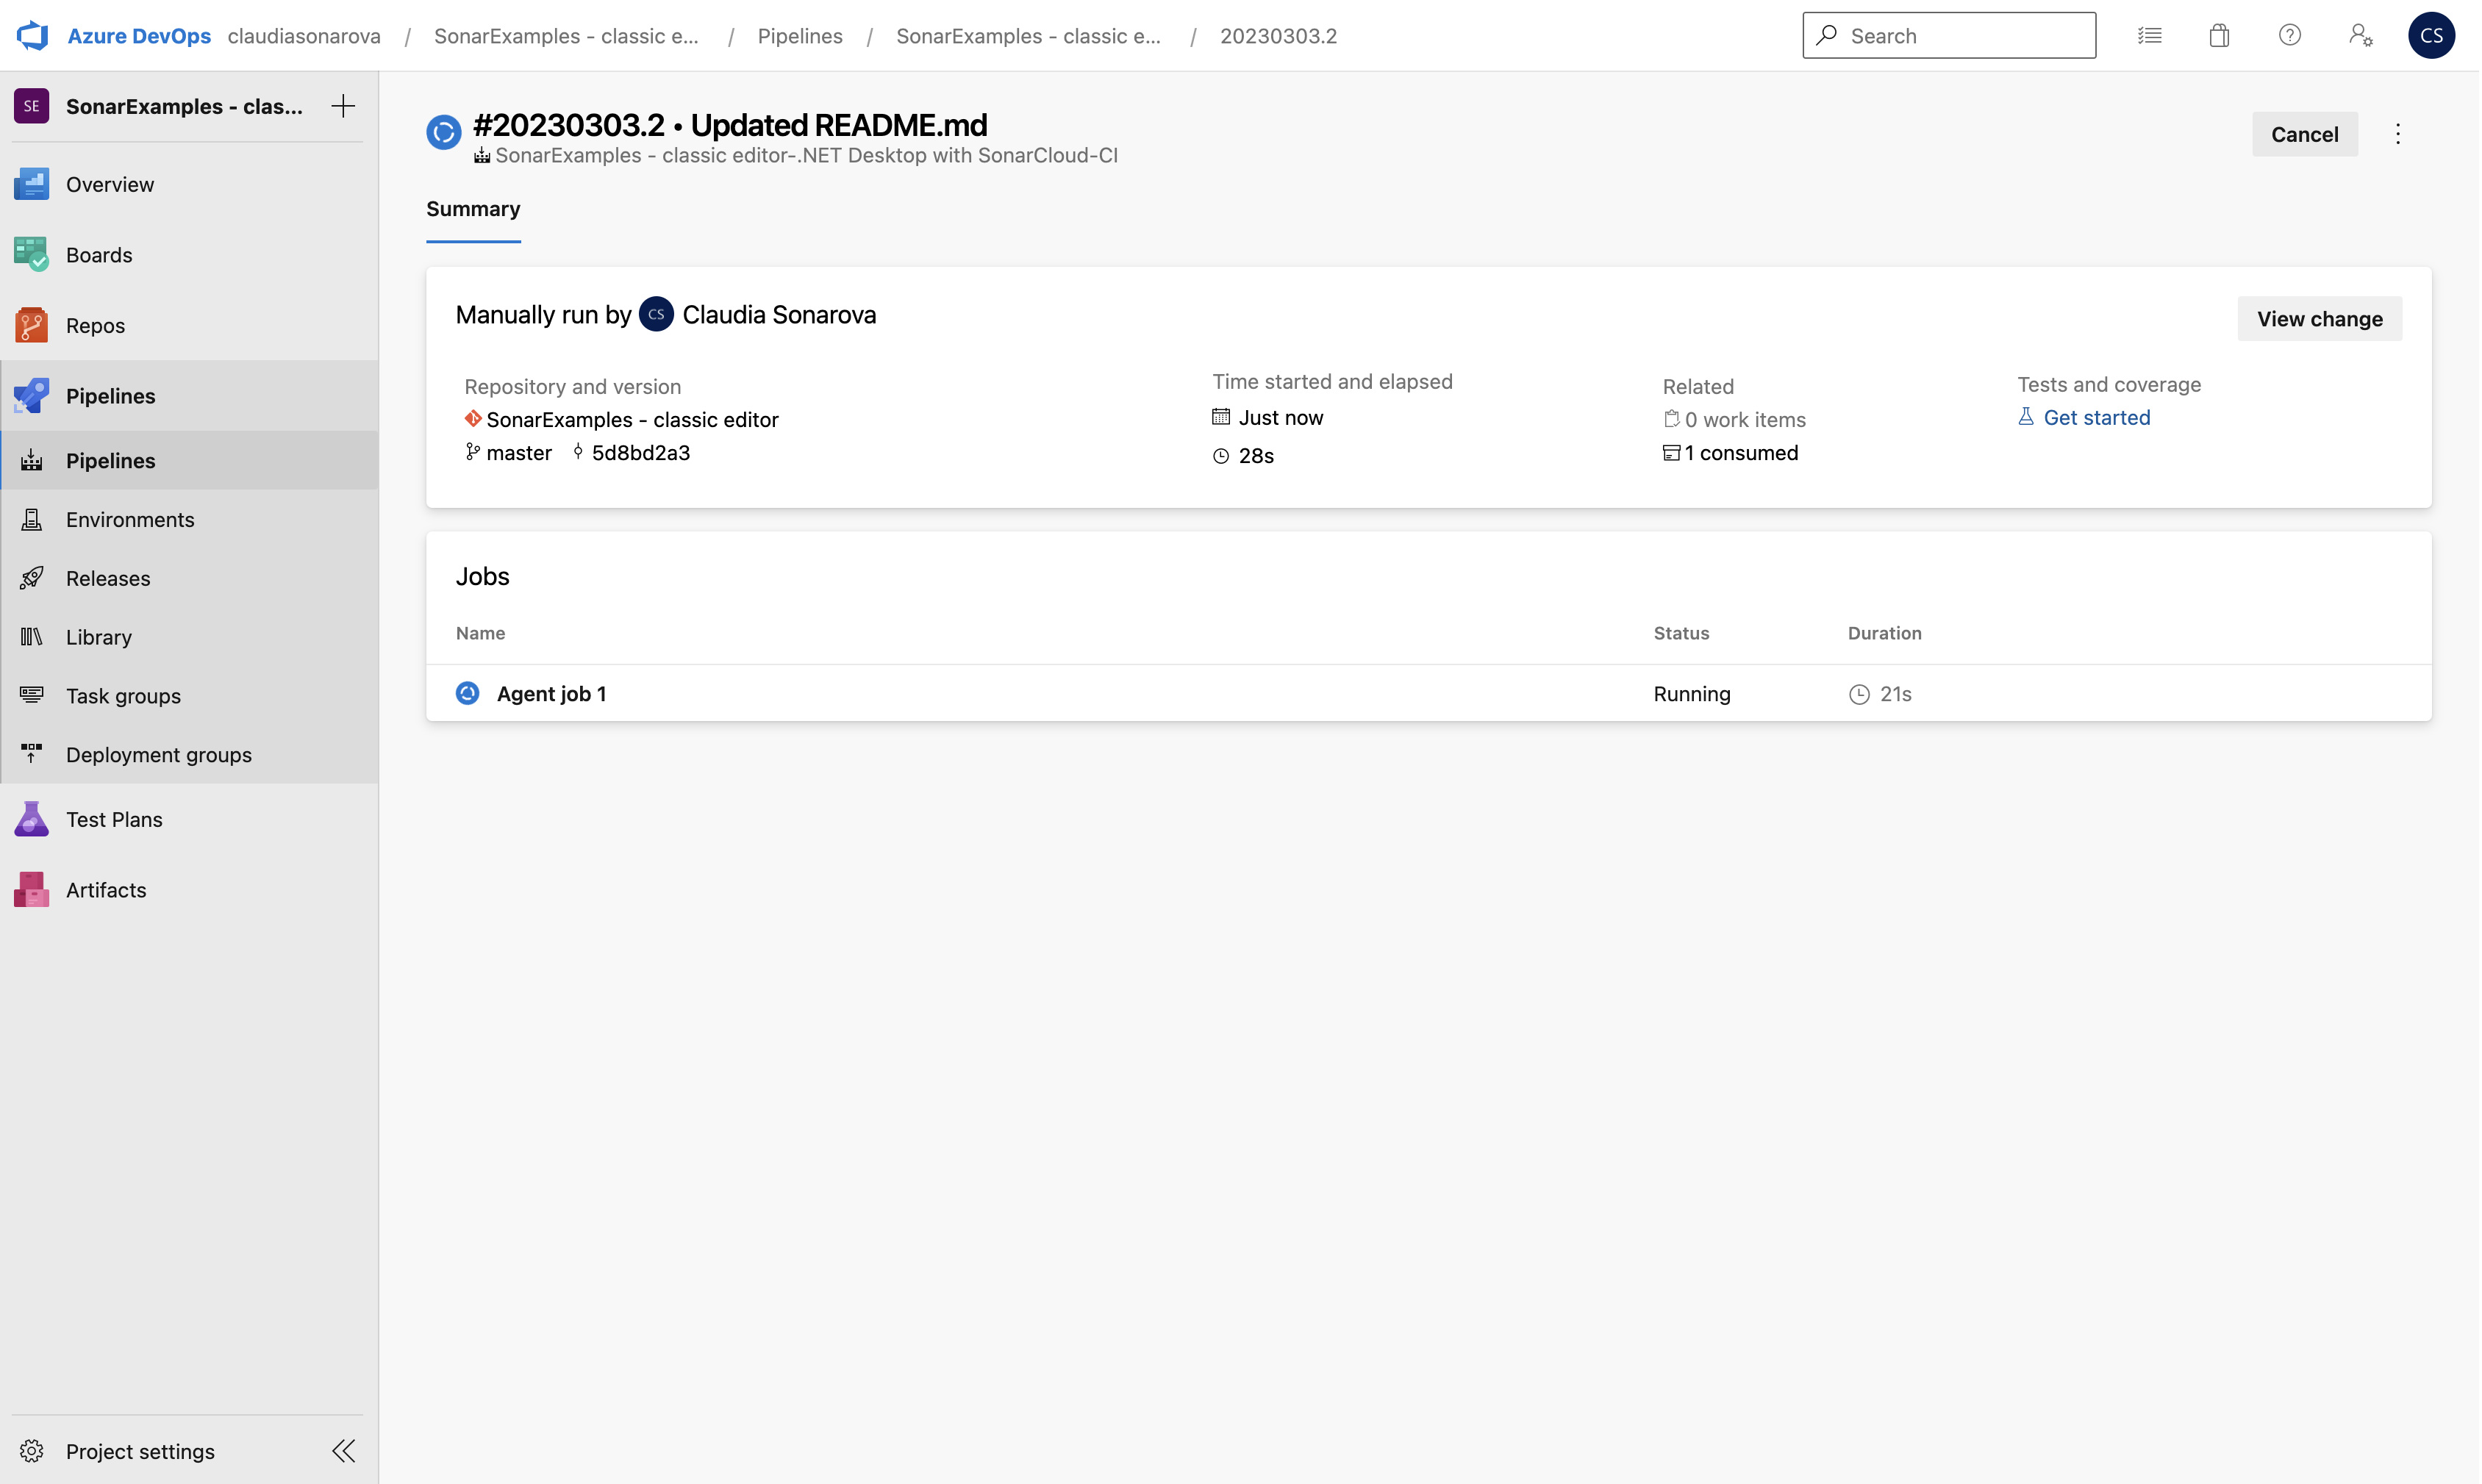 Azure DevOps claudiasonarova / SonarExamples - classic e... / Pipelines / SonarExamples - classic e... / 20230303.2
Search
CS
SE SonarExamples - clas...
Overview
Boards
Repos
Pipelines
Pipelines
Environments
Releases
Library
Task groups
Deployment groups
Test Plans
Artifacts
Project settings
#20230303.2 • Updated README.md
SonarExamples - classic editor-.NET Desktop with SonarCloud-CI
Cancel
Summary
Manually run by CS Claudia Sonarova
View change
Repository and version
SonarExamples - classic editor
master 5d8bd2a3
Time started and elapsed
Just now
28s
Related
0 work items
1 consumed
Tests and coverage
Get started
Jobs
Name Status Duration
Agent job 1 Running 21s